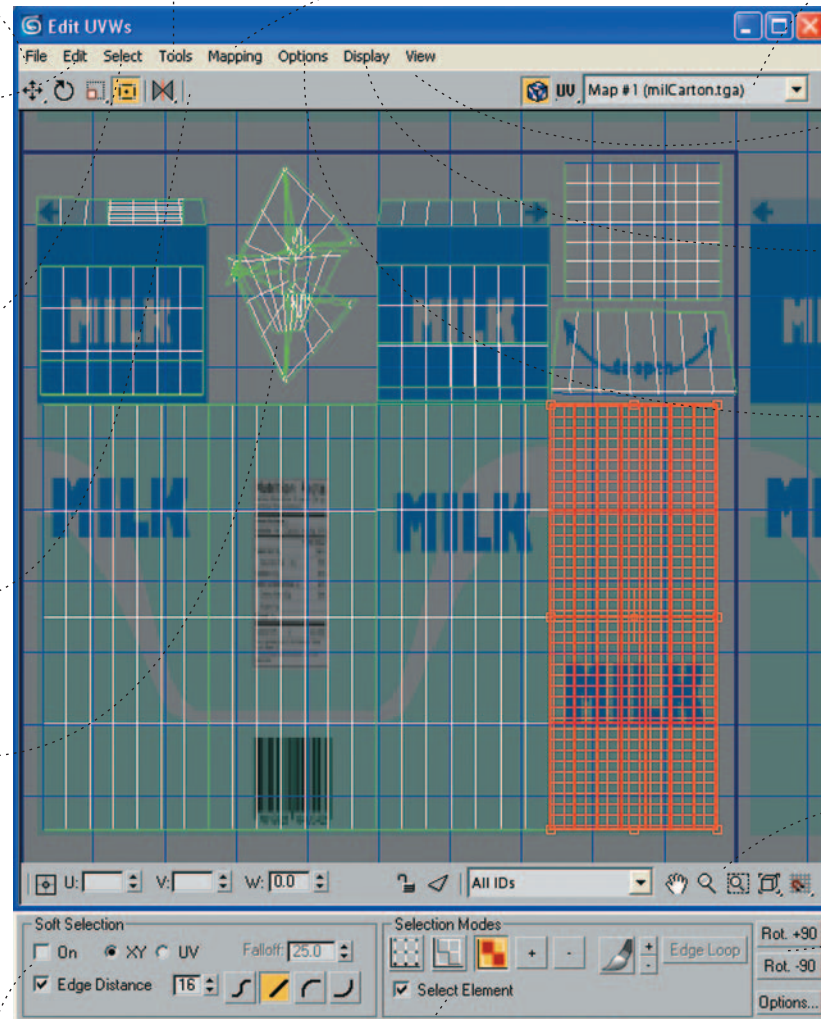 Edit UVWs
File Edit Select Tools Mapping Options Display View
UV Map #1 (milCarton.tga)
MILK
MILK
MI
MILK
MILK
M
MILK
U: V: W: 0.0 All IDs
Soft Selection
On XY UV Falloff: 25.0
Edge Distance 16
Selection Modes
+ - + - Edge Loop
Select Element
Rot. +90
Rot. -90
Options...